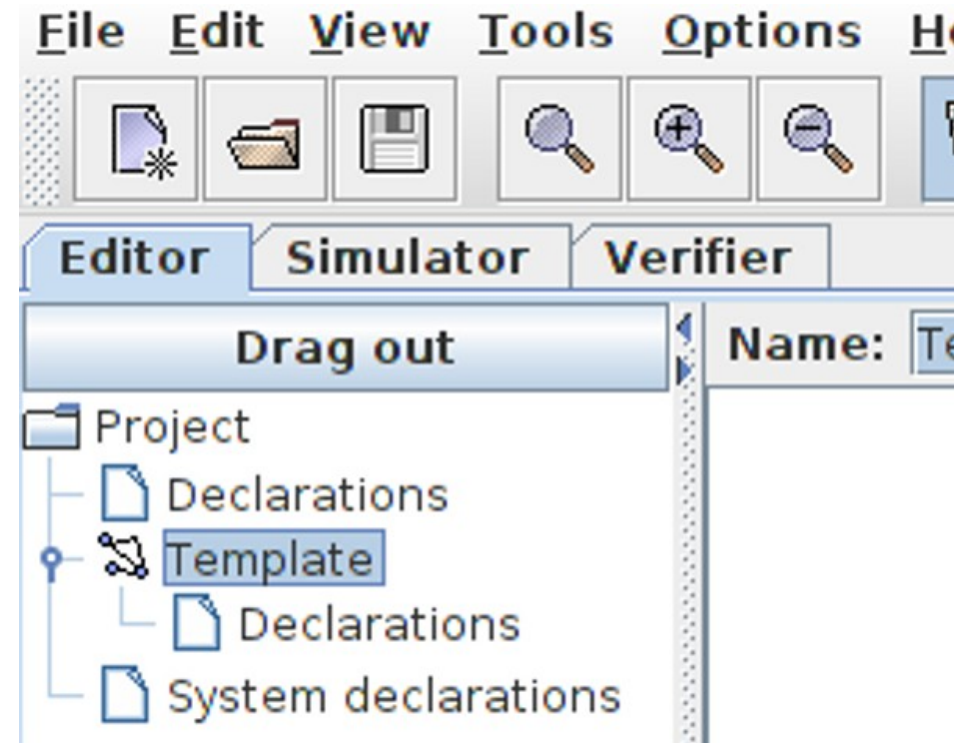 File Edit View Tools Options
Editor Simulator Verifier
Drag out
Name:
Project
Declarations
Template
Declarations
System declarations